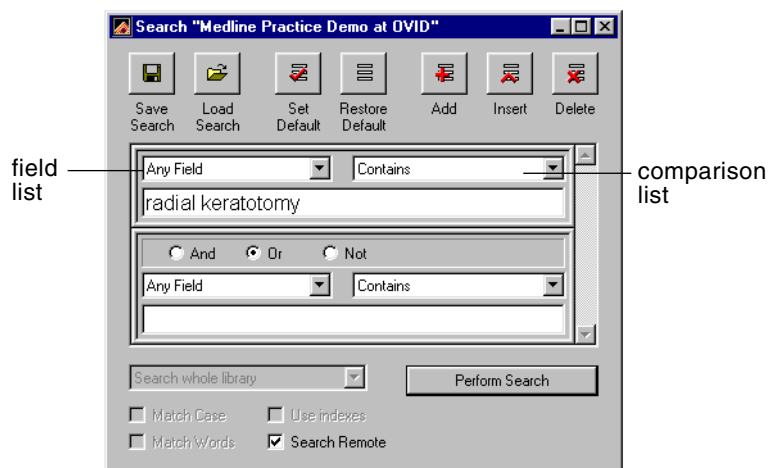 Search "Medline Practice Demo at OVID"
Save Search
Load Search
Set Default
Restore Default
Add
Insert
Delete
field list
Any Field
Contains
comparison list
radial keratotomy
And
Or
Not
Any Field
Contains
Search whole library
Perform Search
Match Case
Use indexes
Match Words
Search Remote